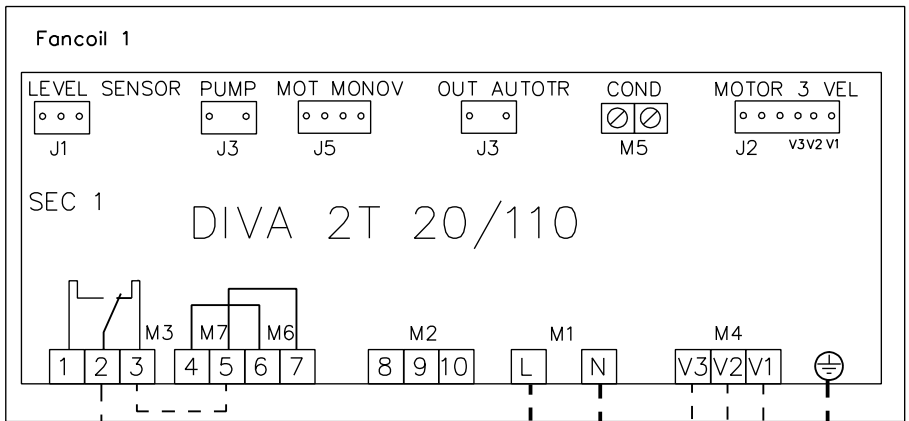 Fancoil 1
LEVEL SENSOR PUMP MOT MONOV OUT AUTOTR COND MOTOR 3 VEL
J1 J3 J5 J3 M5 J2 V3 V2 V1
SEC 1
DIVA 2T 20/110
M3 M7 M6 M2 M1 M4
1 2 3 4 5 6 7 8 9 10 L N V3 V2 V1